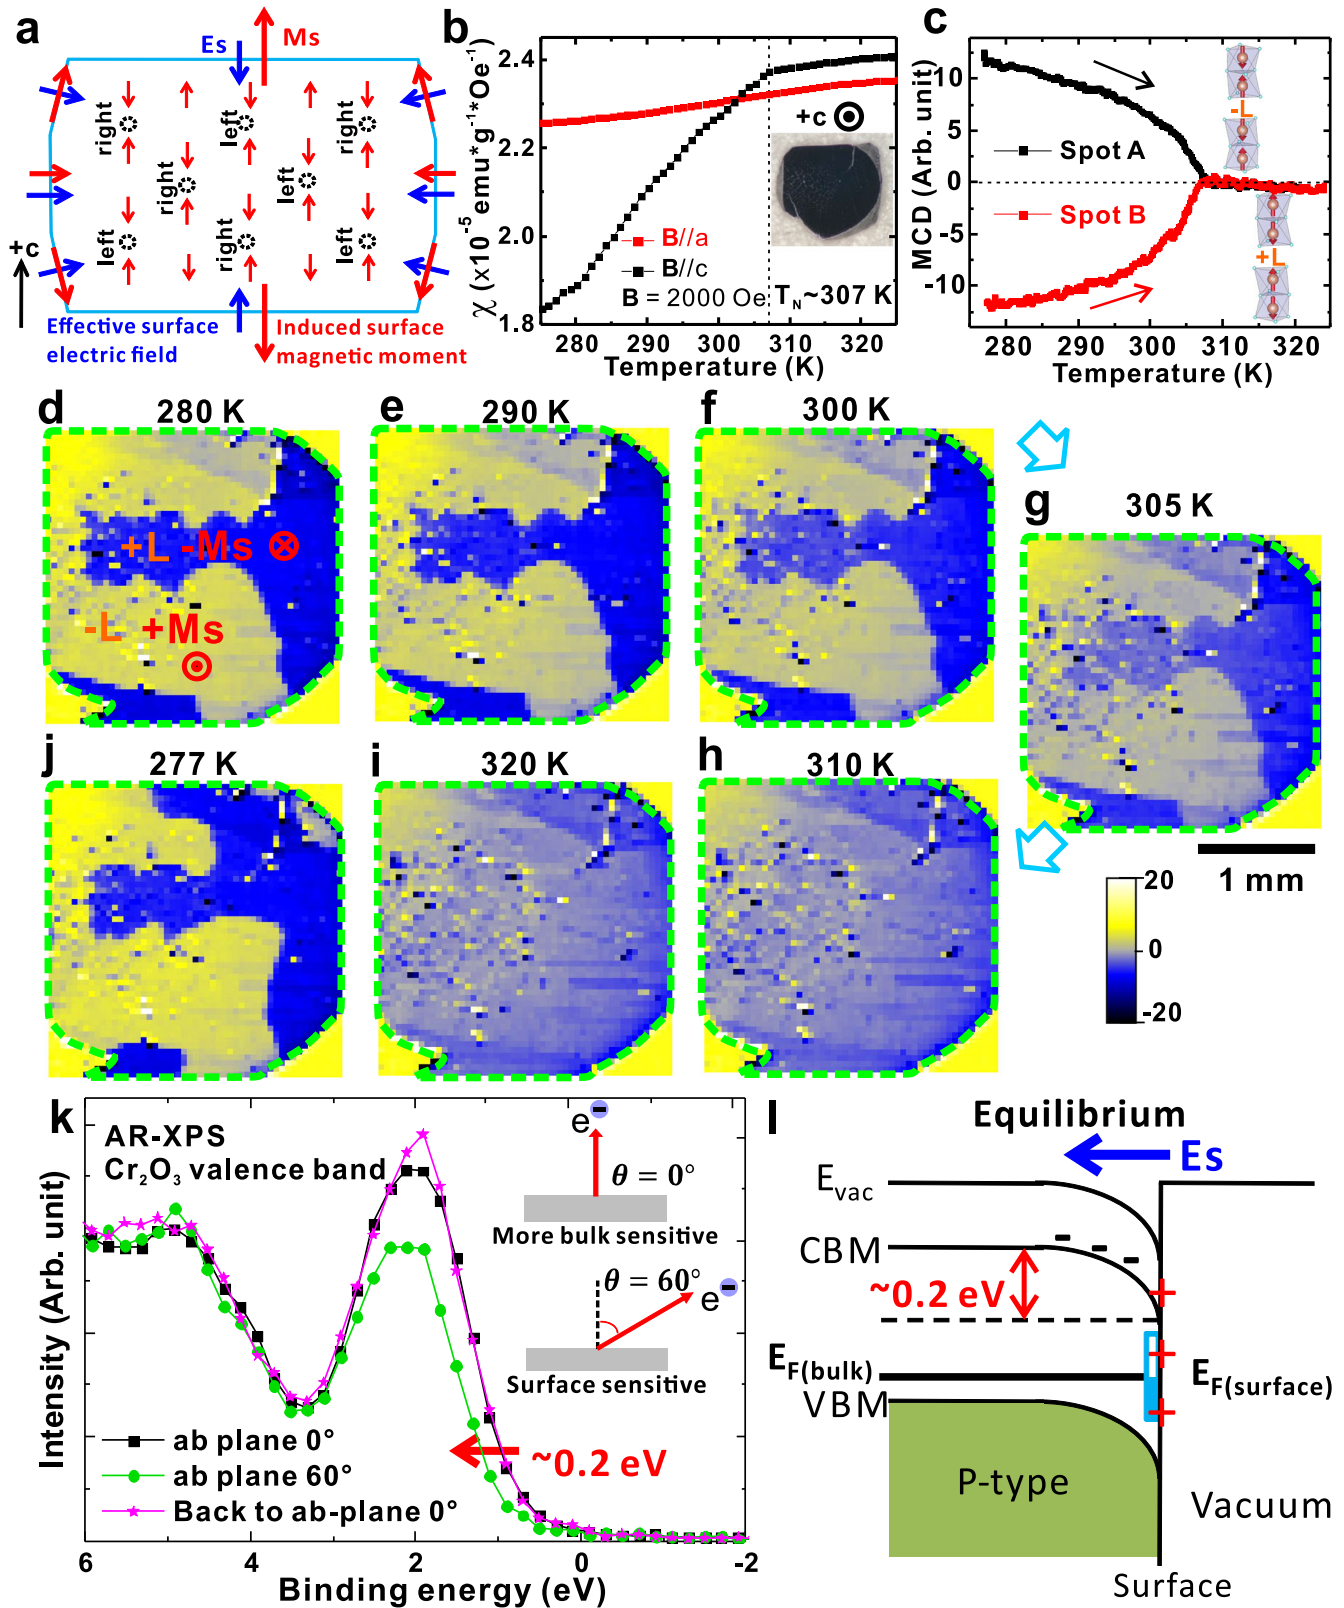 a
Es
Ms
right
left
right
right
left
left
right
left
+c
Effective surface
electric field
Induced surface
magnetic moment
b
2.4
2.2
2.0
1.8
χ (x10⁻⁵ emu*g⁻¹*Oe⁻¹)
+c
B//a
B//c
B = 2000 Oe
T_N~307 K
280 290 300 310 320
Temperature (K)
c
10
5
0
-5
-10
MCD (Arb. unit)
Spot A
Spot B
-L
+L
280 290 300 310 320
Temperature (K)
d
280 K
+L -Ms
-L +Ms
e
290 K
f
300 K
g
305 K
j
277 K
i
320 K
h
310 K
1 mm
20
0
-20
k
AR-XPS
Cr₂O₃ valence band
Intensity (Arb. unit)
e
θ = 0°
More bulk sensitive
θ = 60°
e
Surface sensitive
ab plane 0°
ab plane 60°
Back to ab-plane 0°
~0.2 eV
6 4 2 0 -2
Binding energy (eV)
l
Equilibrium
Es
E_vac
CBM
~0.2 eV
E_F(bulk)
E_F(surface)
VBM
P-type
Vacuum
Surface